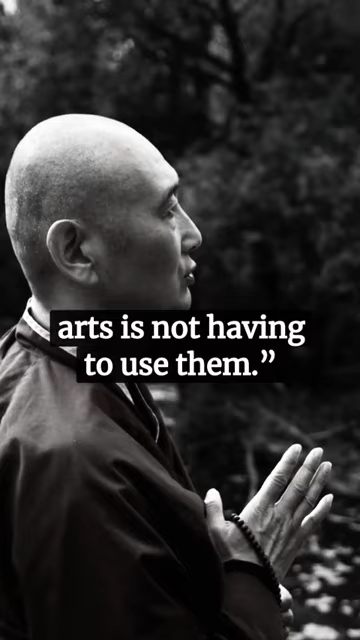 arts is not having
to use them.”